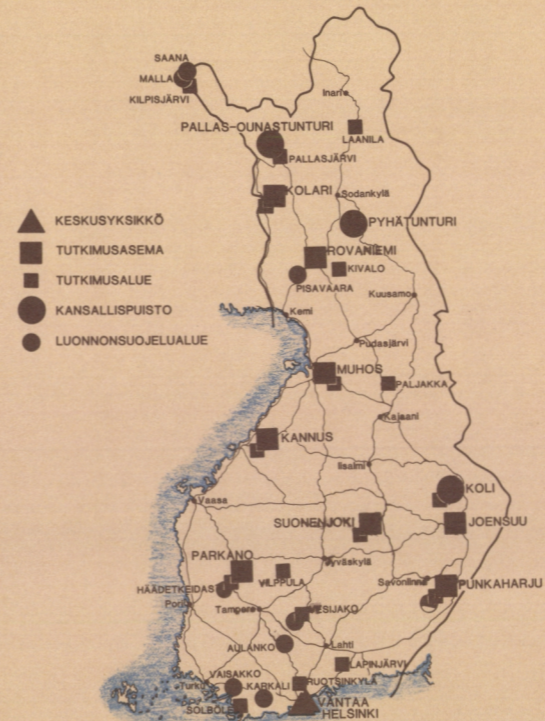 SAANA
MALLA
KILPISJÄRVI
Inari
PALLAS-OUNASTUNTURI
LAANILA
PALLASJÄRVI
KOLARI
Sodankylä
KESKUSYKSIKKÖ
PYHÄTUNTURI
TUTKIMUSASEMA
ROVANIEMI
TUTKIMUSALUE
KIVALO
PISAVAARA
Kuusamo
KANSALLISPUISTO
Kemi
LUONNONSUOJELUALUE
Pudasjärvi
MUHOS
PALJAKKA
Kajaani
KANNUS
Iisalmi
KOLI
Vaasa
SUONENJOKI
JOENSUU
PARKANO
Jyväskylä
VILPPULA
Savonlinna
PUNKAHARJU
HÄÄDETKEIDAS
Pori
Tampere
VESIJAKO
AULANKO
Lahti
LAPINJÄRVI
VAISAKKO
RUOTSINKYLÄ
Turku
KARKALI
SOLBÖLE
VANTAA
HELSINKI